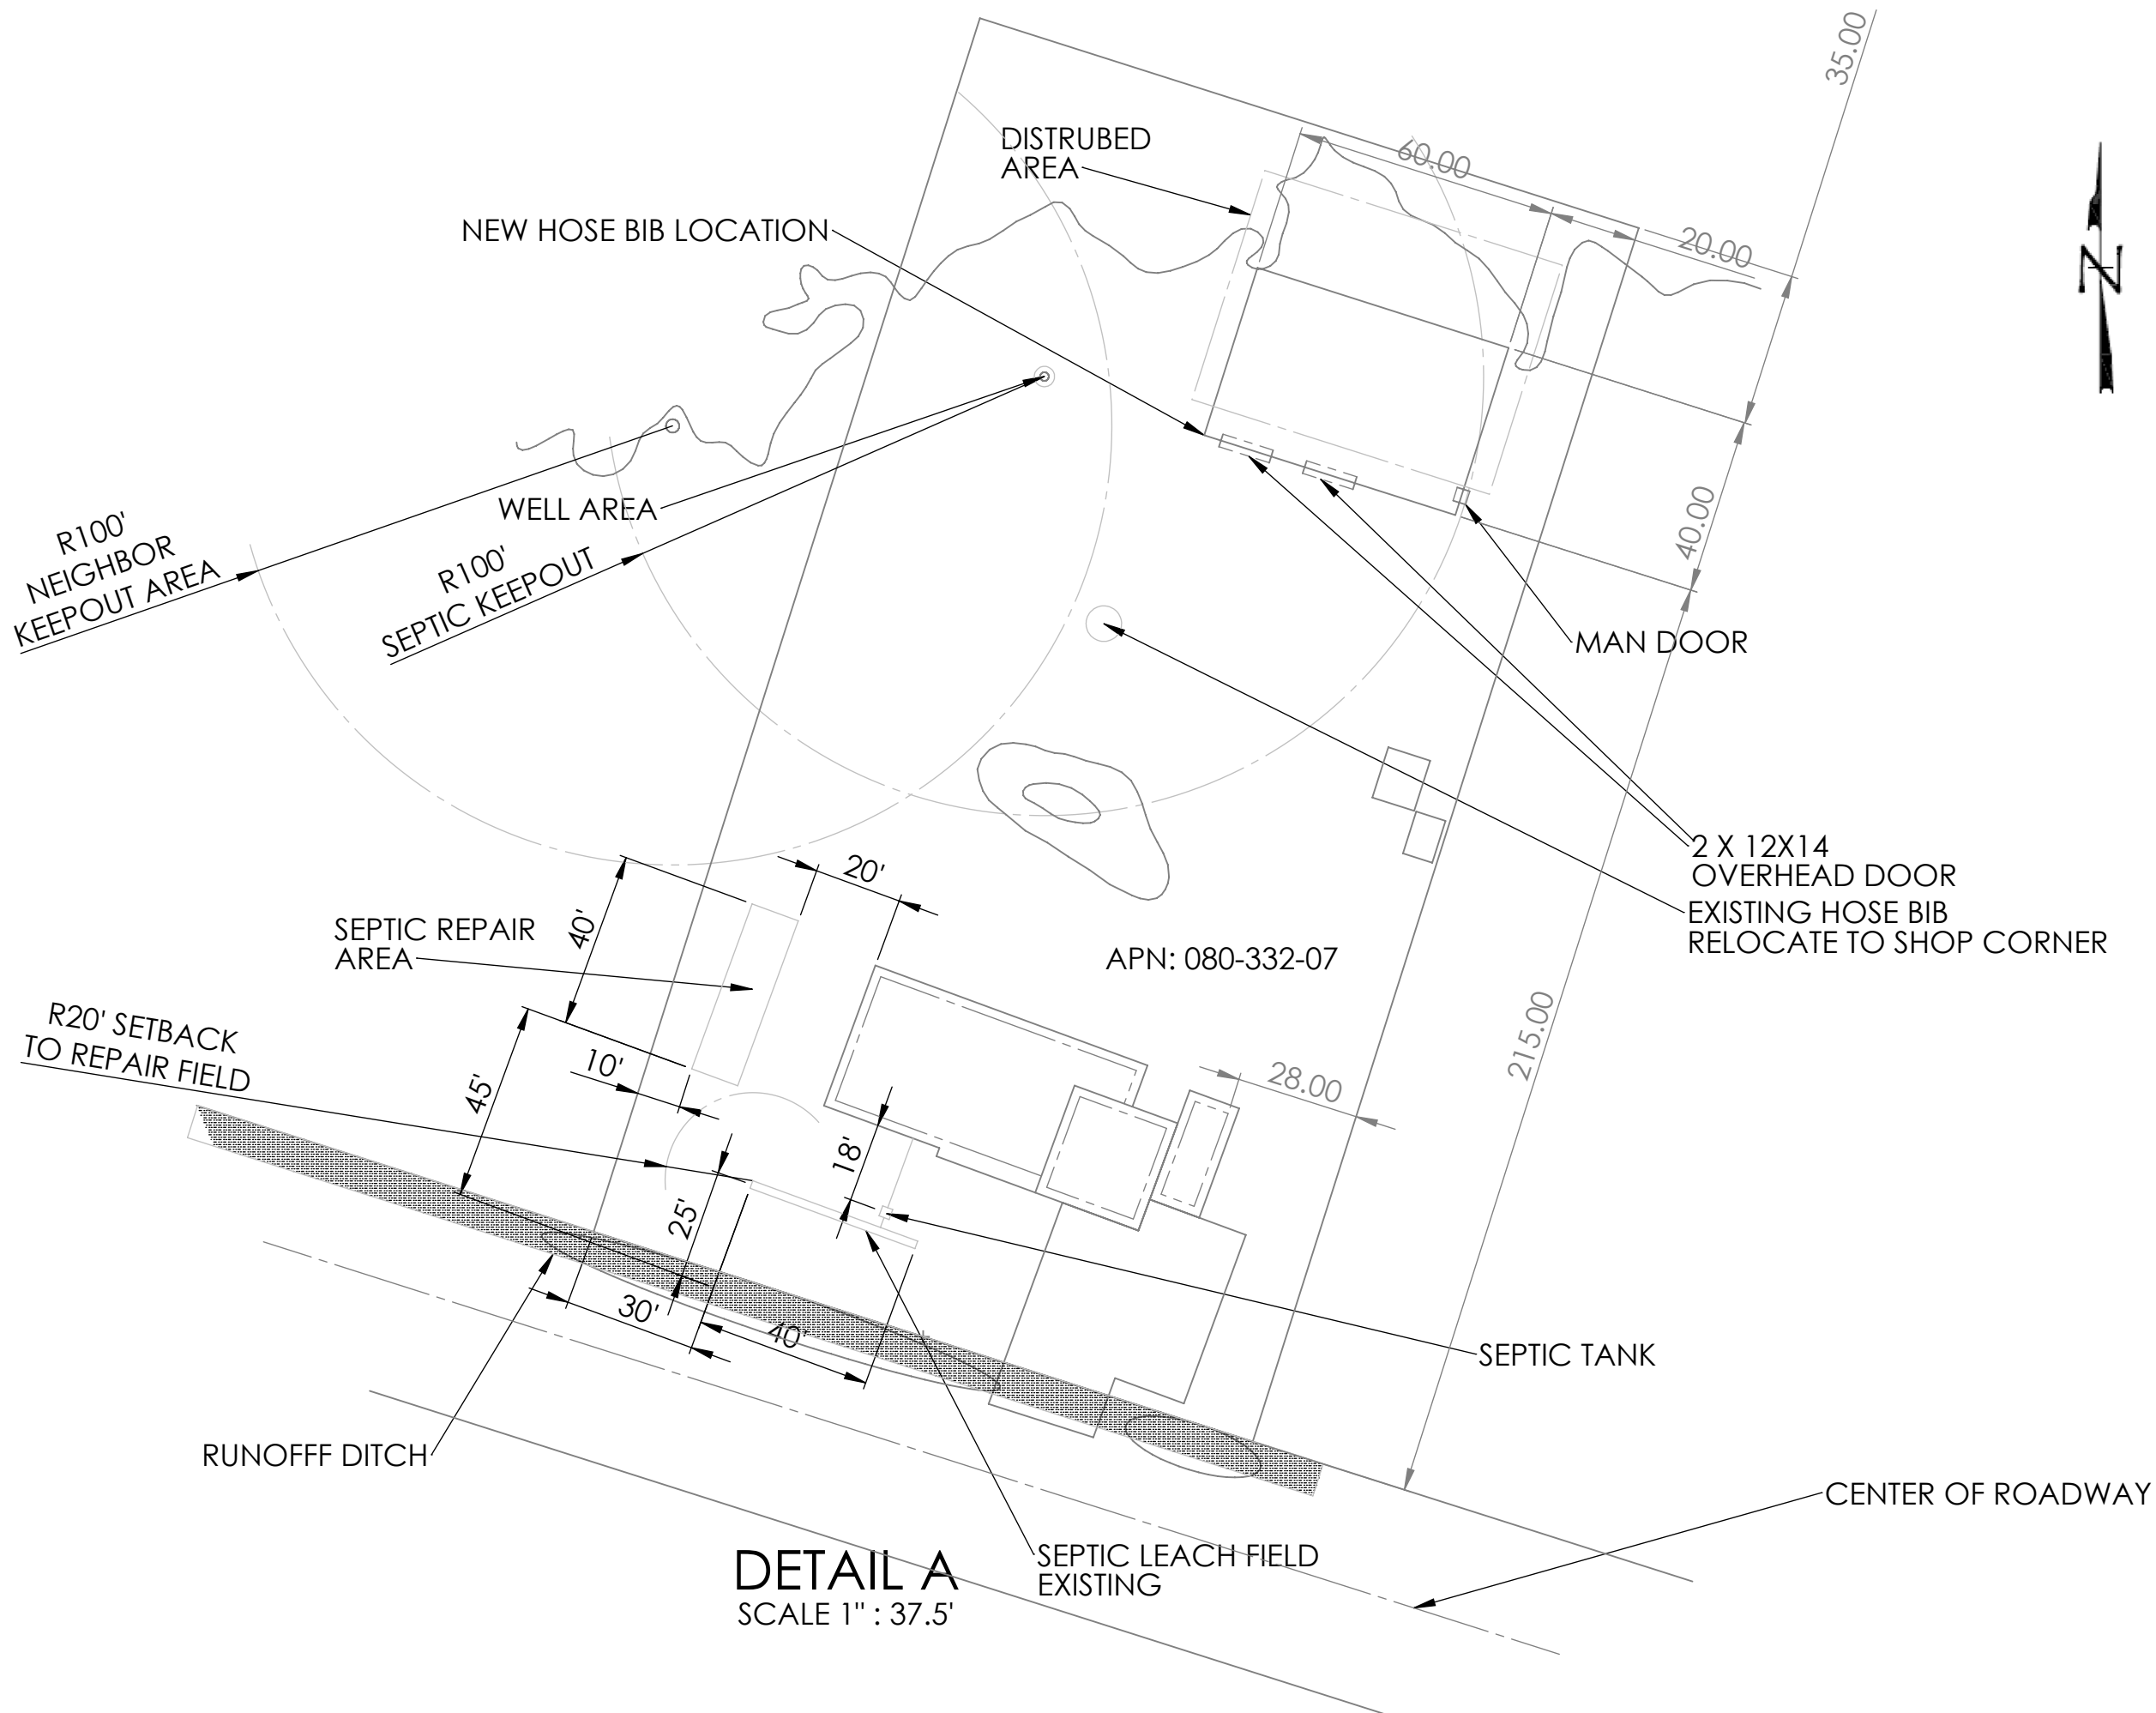 35.00
DISTRUBED
AREA
60.00
20.00
N
NEW HOSE BIB LOCATION
WELL AREA
R100'
NEIGHBOR
KEEPOUT AREA
R100'
SEPTIC KEEPOUT
40.00
MAN DOOR
2 X 12X14
OVERHEAD DOOR
EXISTING HOSE BIB
RELOCATE TO SHOP CORNER
20'
40'
SEPTIC REPAIR
AREA
APN: 080-332-07
R20' SETBACK
TO REPAIR FIELD
10'
45'
28.00
215.00
18'
25'
30'
40'
SEPTIC TANK
RUNOFFF DITCH
CENTER OF ROADWAY
SEPTIC LEACH FIELD
EXISTING
DETAIL A
SCALE 1" : 37.5'